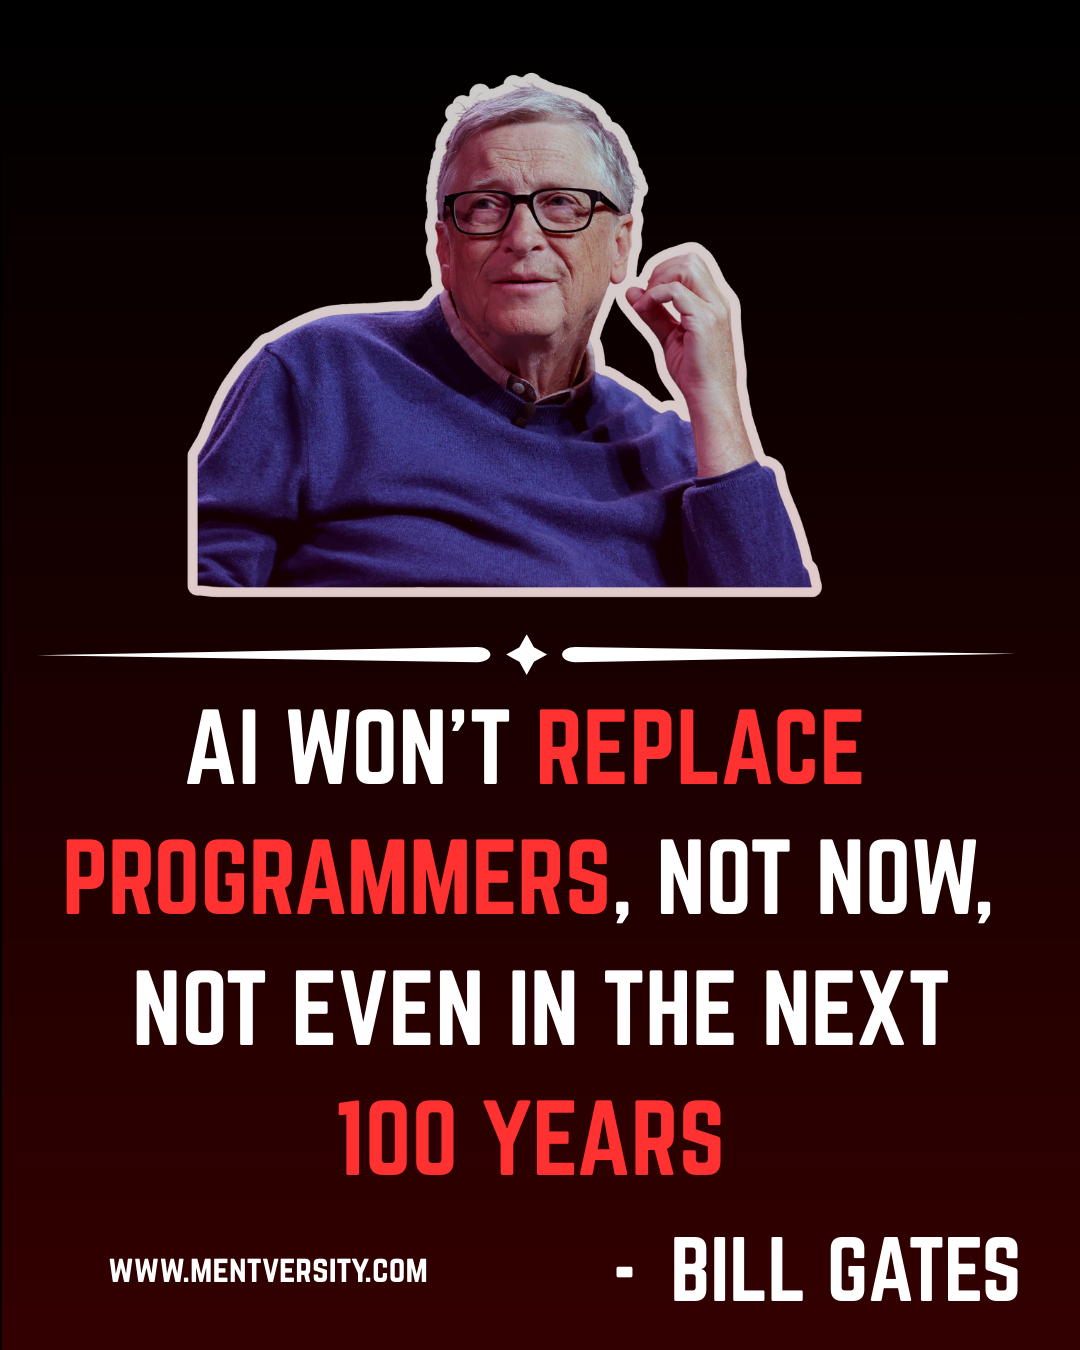 AI WON'T REPLACE
PROGRAMMERS, NOT NOW,
NOT EVEN IN THE NEXT
100 YEARS
WWW.MENTVERSITY.COM
- BILL GATES